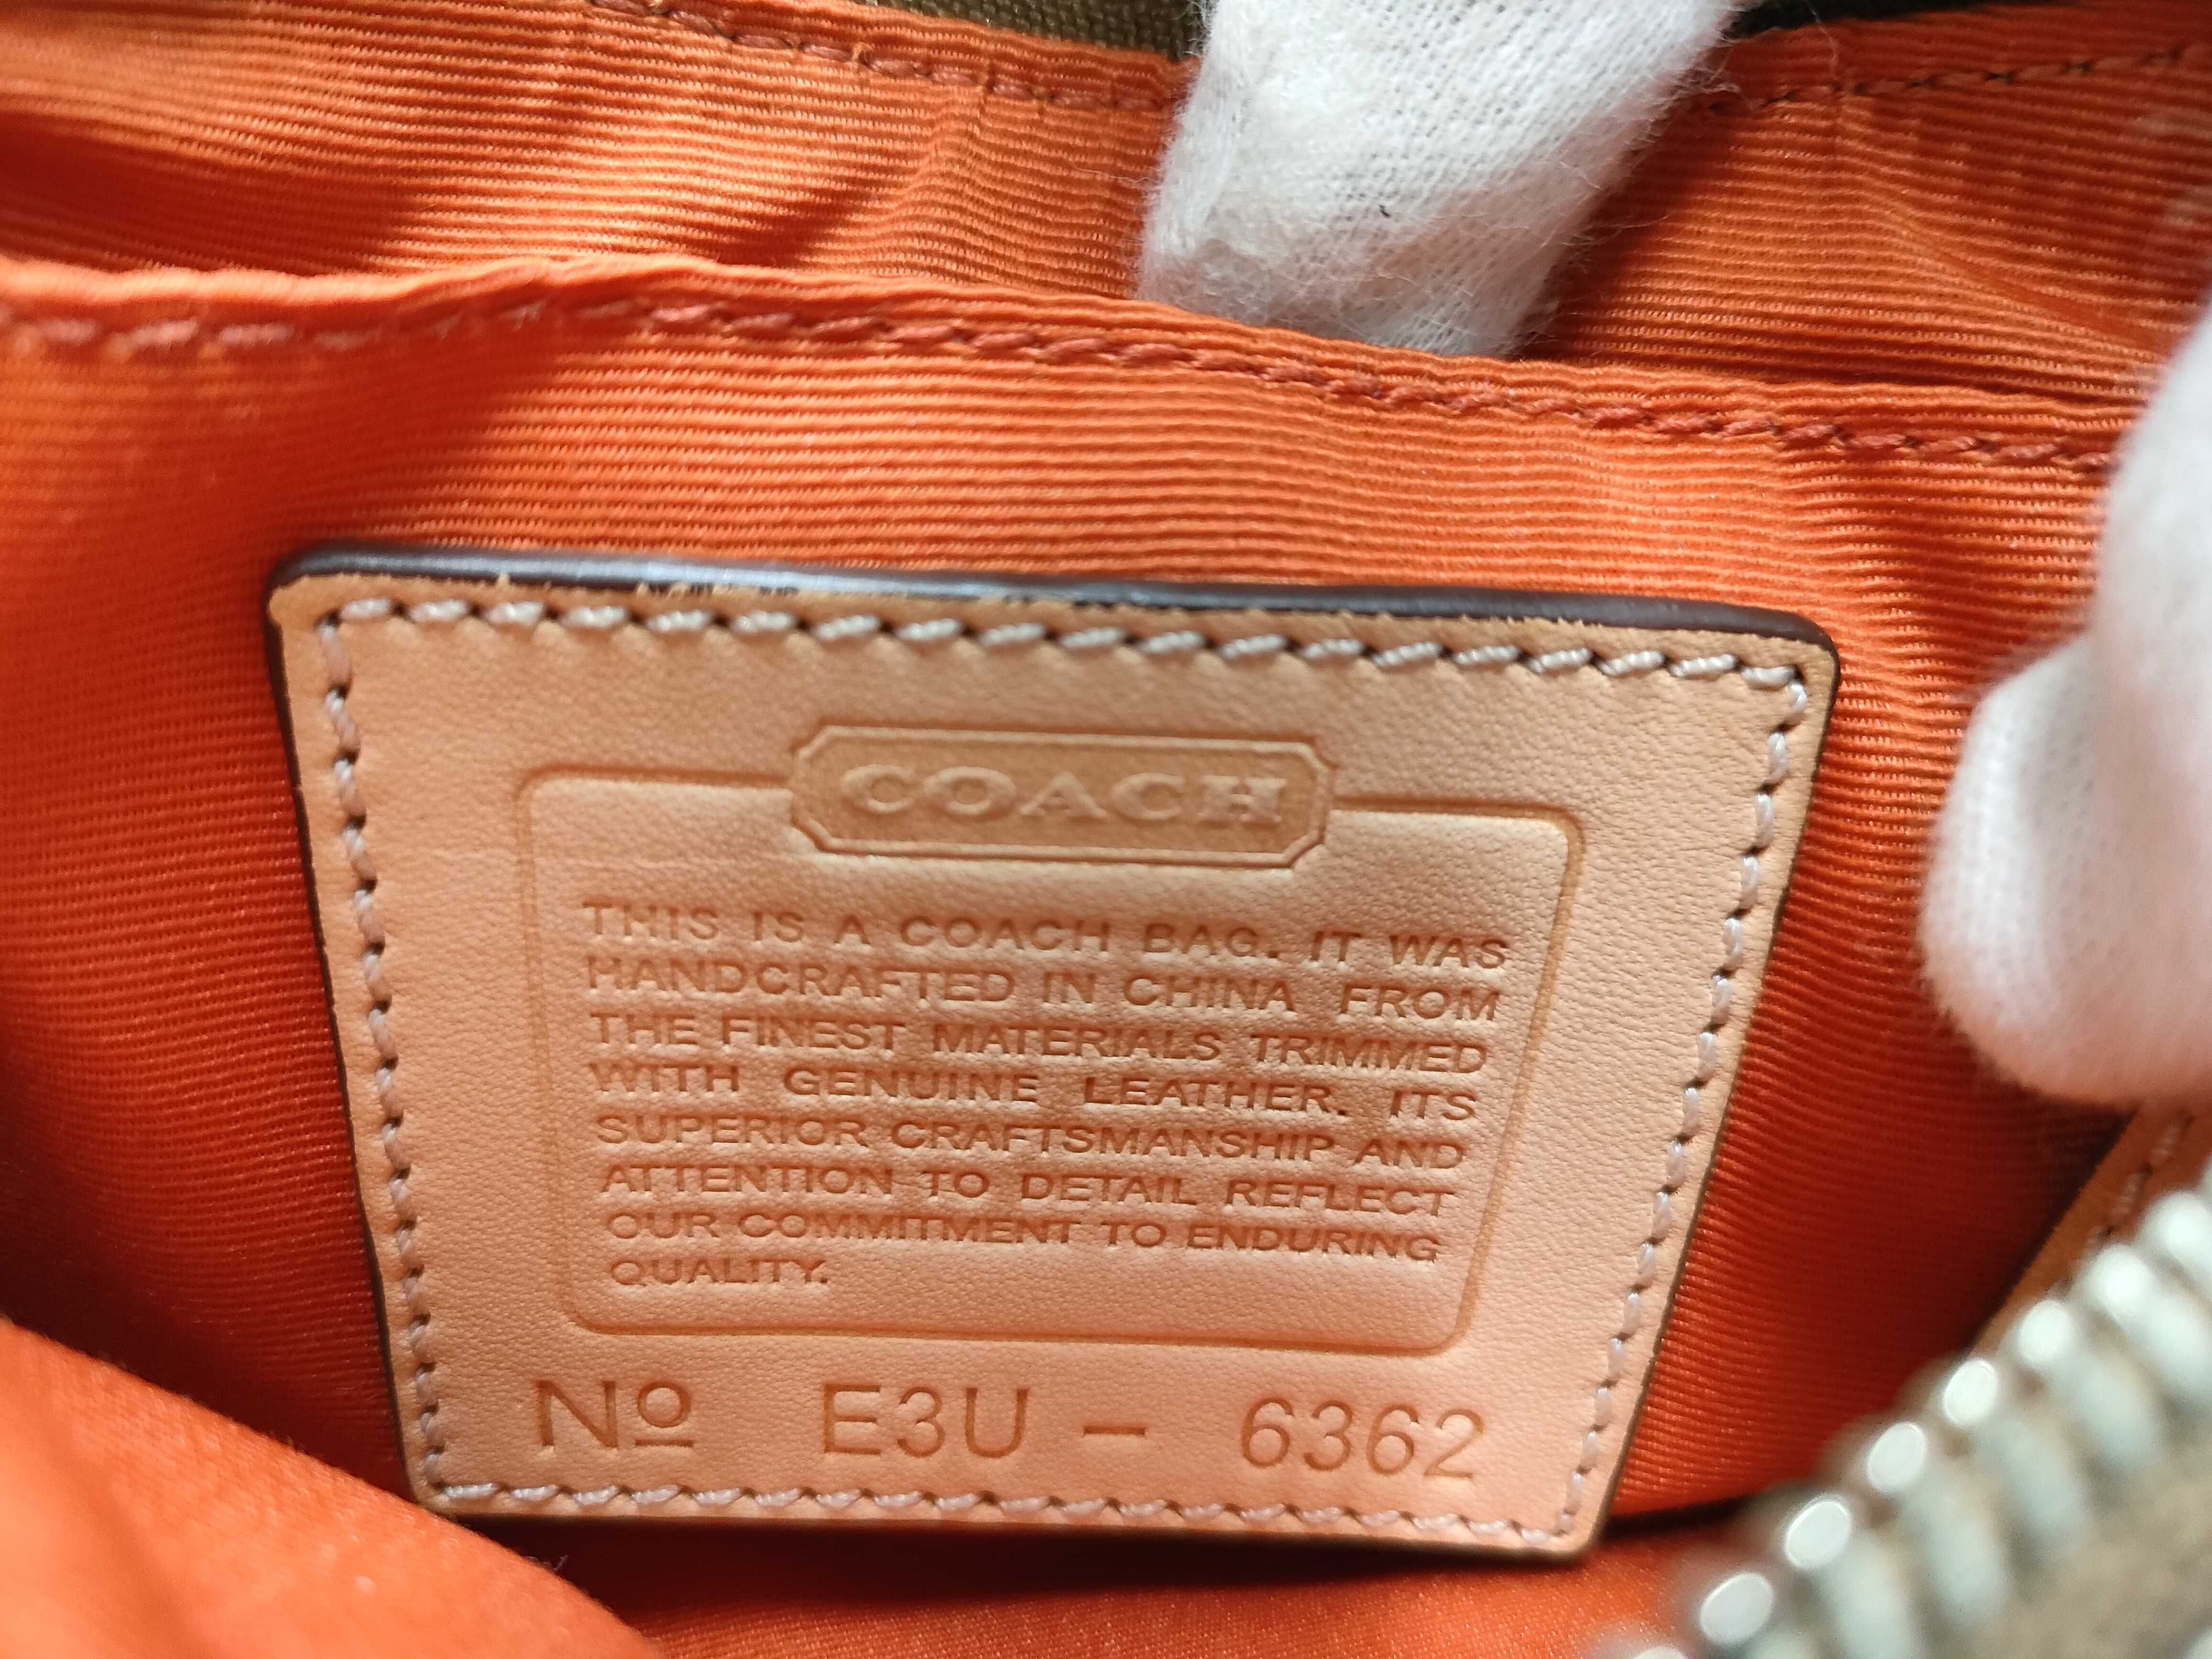 COACH
THIS IS A COACH BAG. IT WAS
HANDCRAFTED IN CHINA FROM
THE FINEST MATERIALS TRIMMED
WITH GENUINE LEATHER. ITS
SUPERIOR CRAFTSMANSHIP AND
ATTENTION TO DETAIL REFLECT
OUR COMMITMENT TO ENDURING
QUALITY.
Nº E3U - 6362